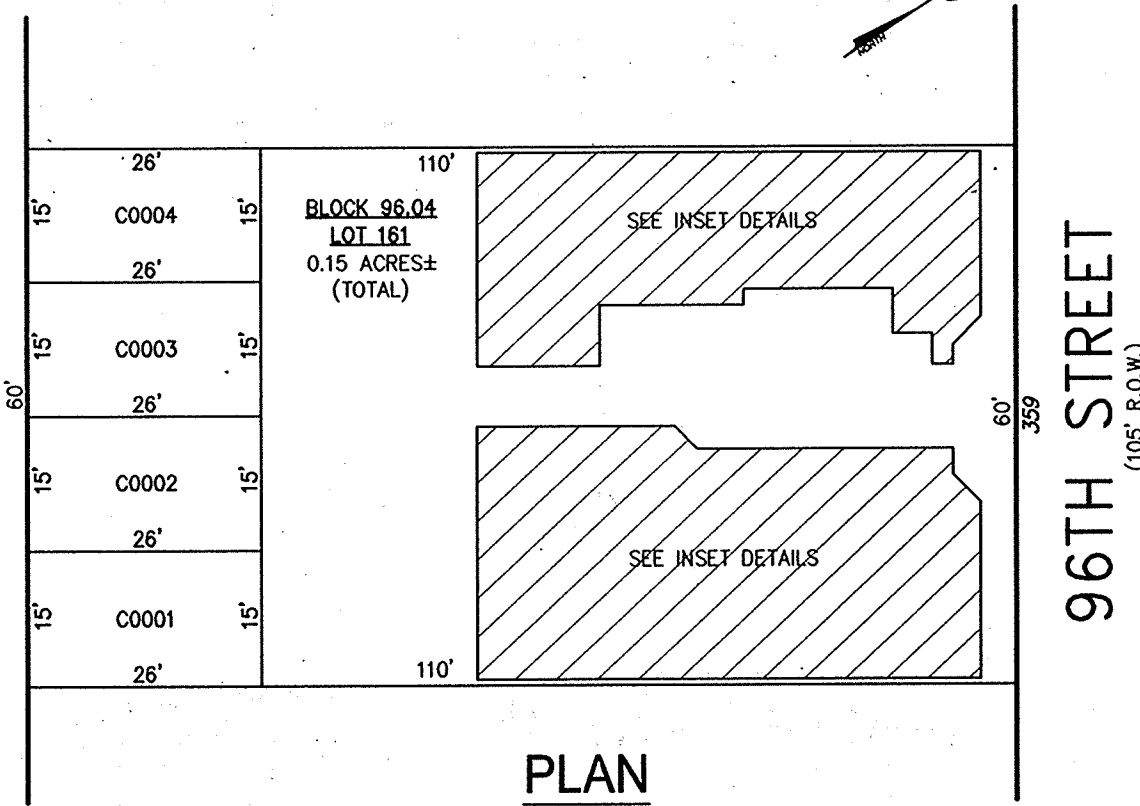 NORTH
26'
110'
15'
C0004
15'
BLOCK 96.04
LOT 161
0.15 ACRES±
(TOTAL)
SEE INSET DETAILS
26'
15'
C0003
15'
26'
60'
60'
359
96TH STREET
(105' R.O.W.)
15'
C0002
15'
26'
SEE INSET DETAILS
15'
C0001
15'
26'
110'
PLAN